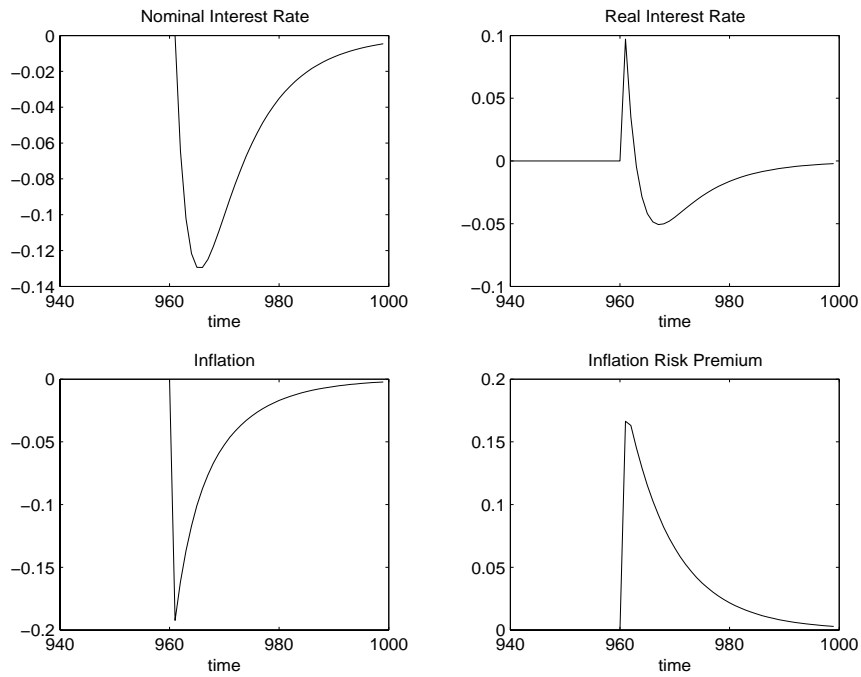 Nominal Interest Rate
0
−0.02
−0.04
−0.06
−0.08
−0.1
−0.12
−0.14
940 960 980 1000
time
Real Interest Rate
0.1
0.05
0
−0.05
−0.1
940 960 980 1000
time
Inflation
0
−0.05
−0.1
−0.15
−0.2
940 960 980 1000
time
Inflation Risk Premium
0.2
0.15
0.1
0.05
0
940 960 980 1000
time